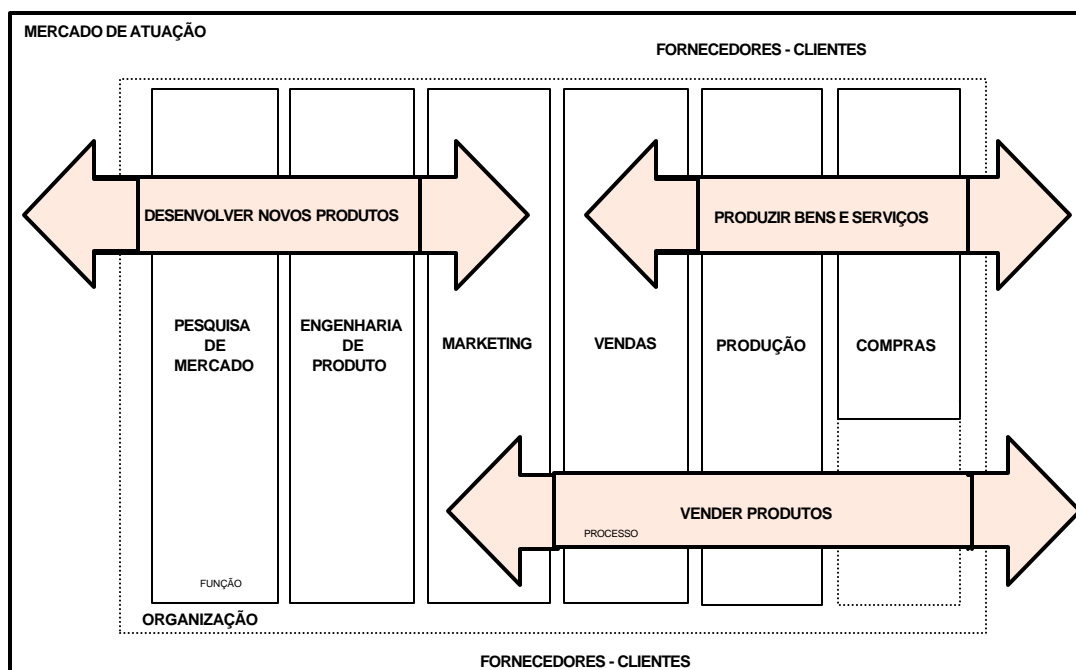 MERCADO DE ATUAÇÃO
FORNECEDORES - CLIENTES
DESENVOLVER NOVOS PRODUTOS
PRODUZIR BENS E SERVIÇOS
PESQUISA
DE
MERCADO
ENGENHARIA
DE
PRODUTO
MARKETING
VENDAS
PRODUÇÃO
COMPRAS
VENDER PRODUTOS
PROCESSO
FUNÇÃO
ORGANIZAÇÃO
FORNECEDORES - CLIENTES